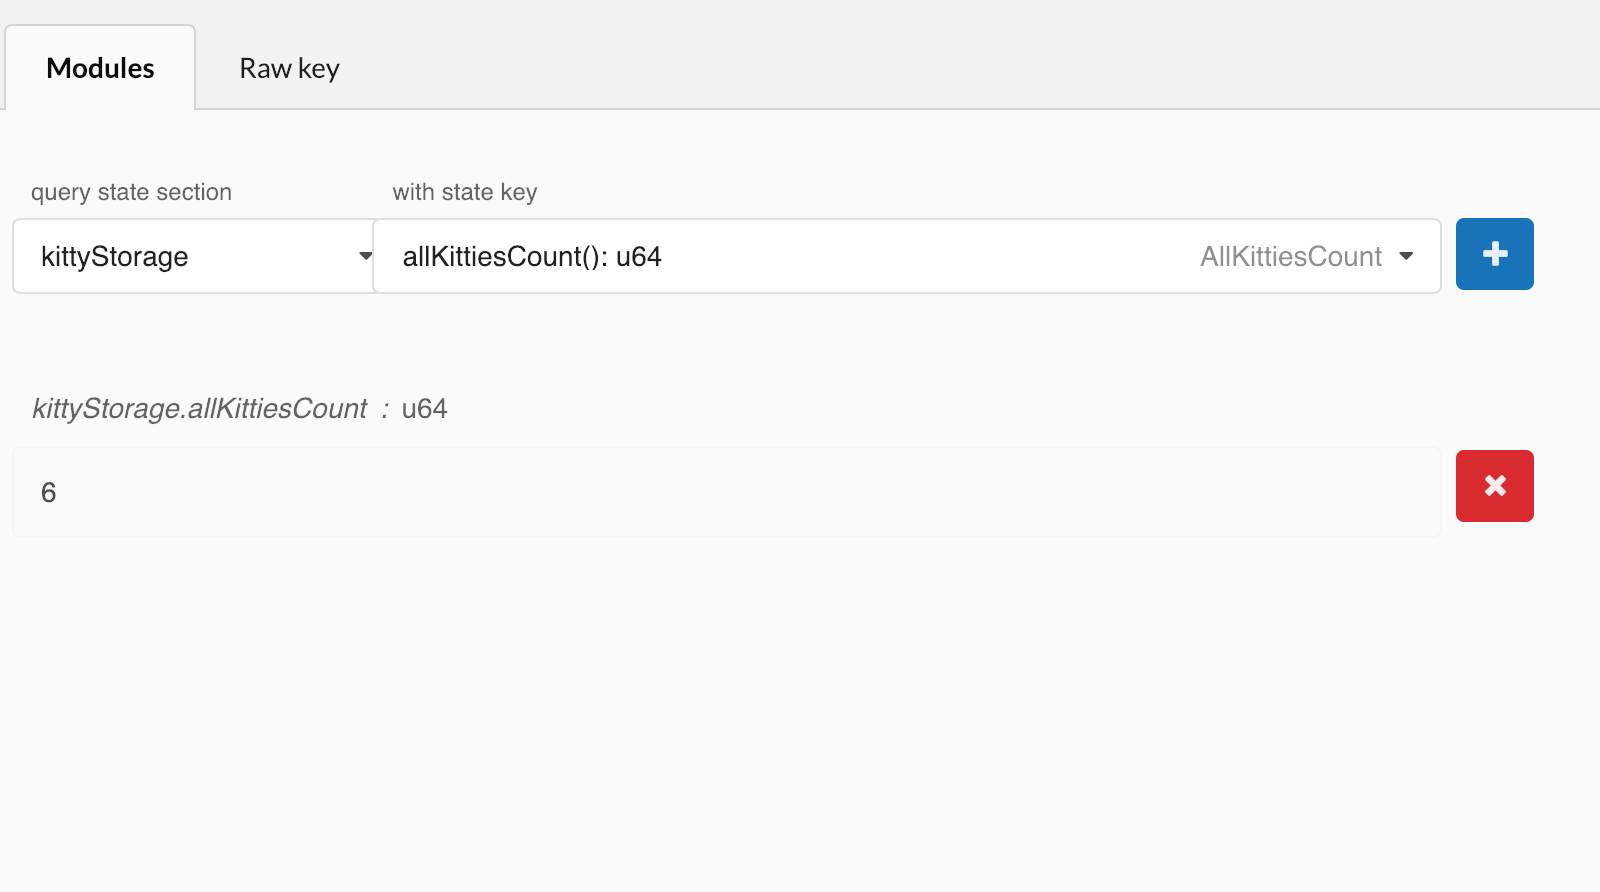 Modules Raw key
query state section with state key
kittyStorage allKittiesCount(): u64 AllKittiesCount
kittyStorage.allKittiesCount : u64
6